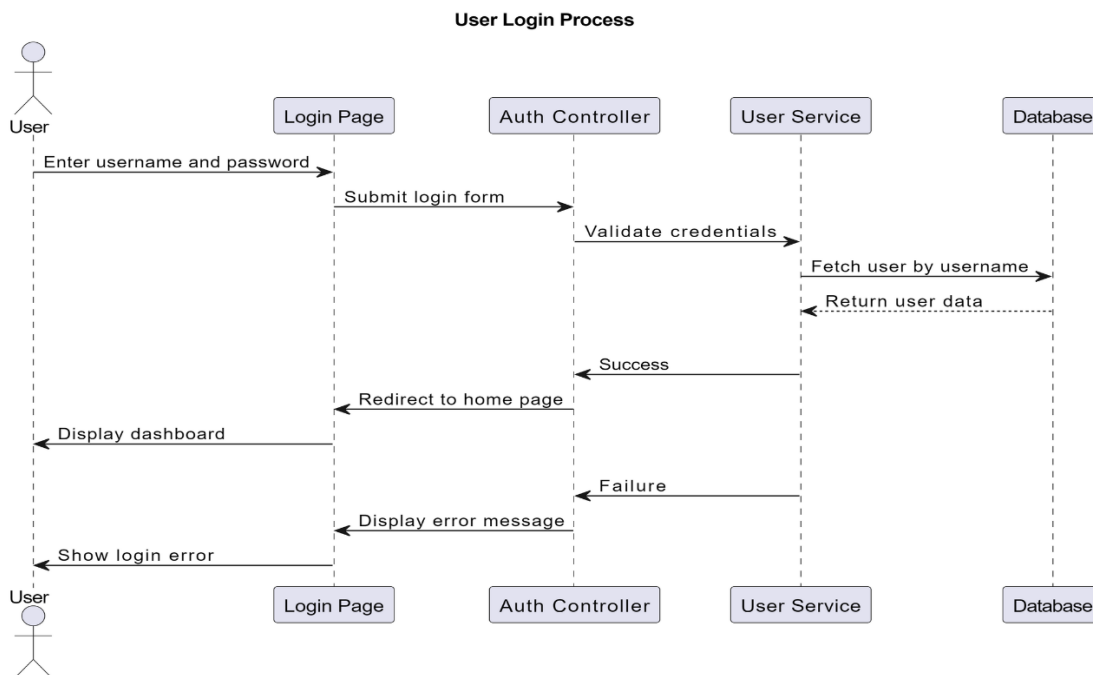 User Login Process
User
Login Page
Auth Controller
User Service
Database
Enter username and password
Submit login form
Validate credentials
Fetch user by username
Return user data
Success
Redirect to home page
Display dashboard
Failure
Display error message
Show login error
User
Login Page
Auth Controller
User Service
Database